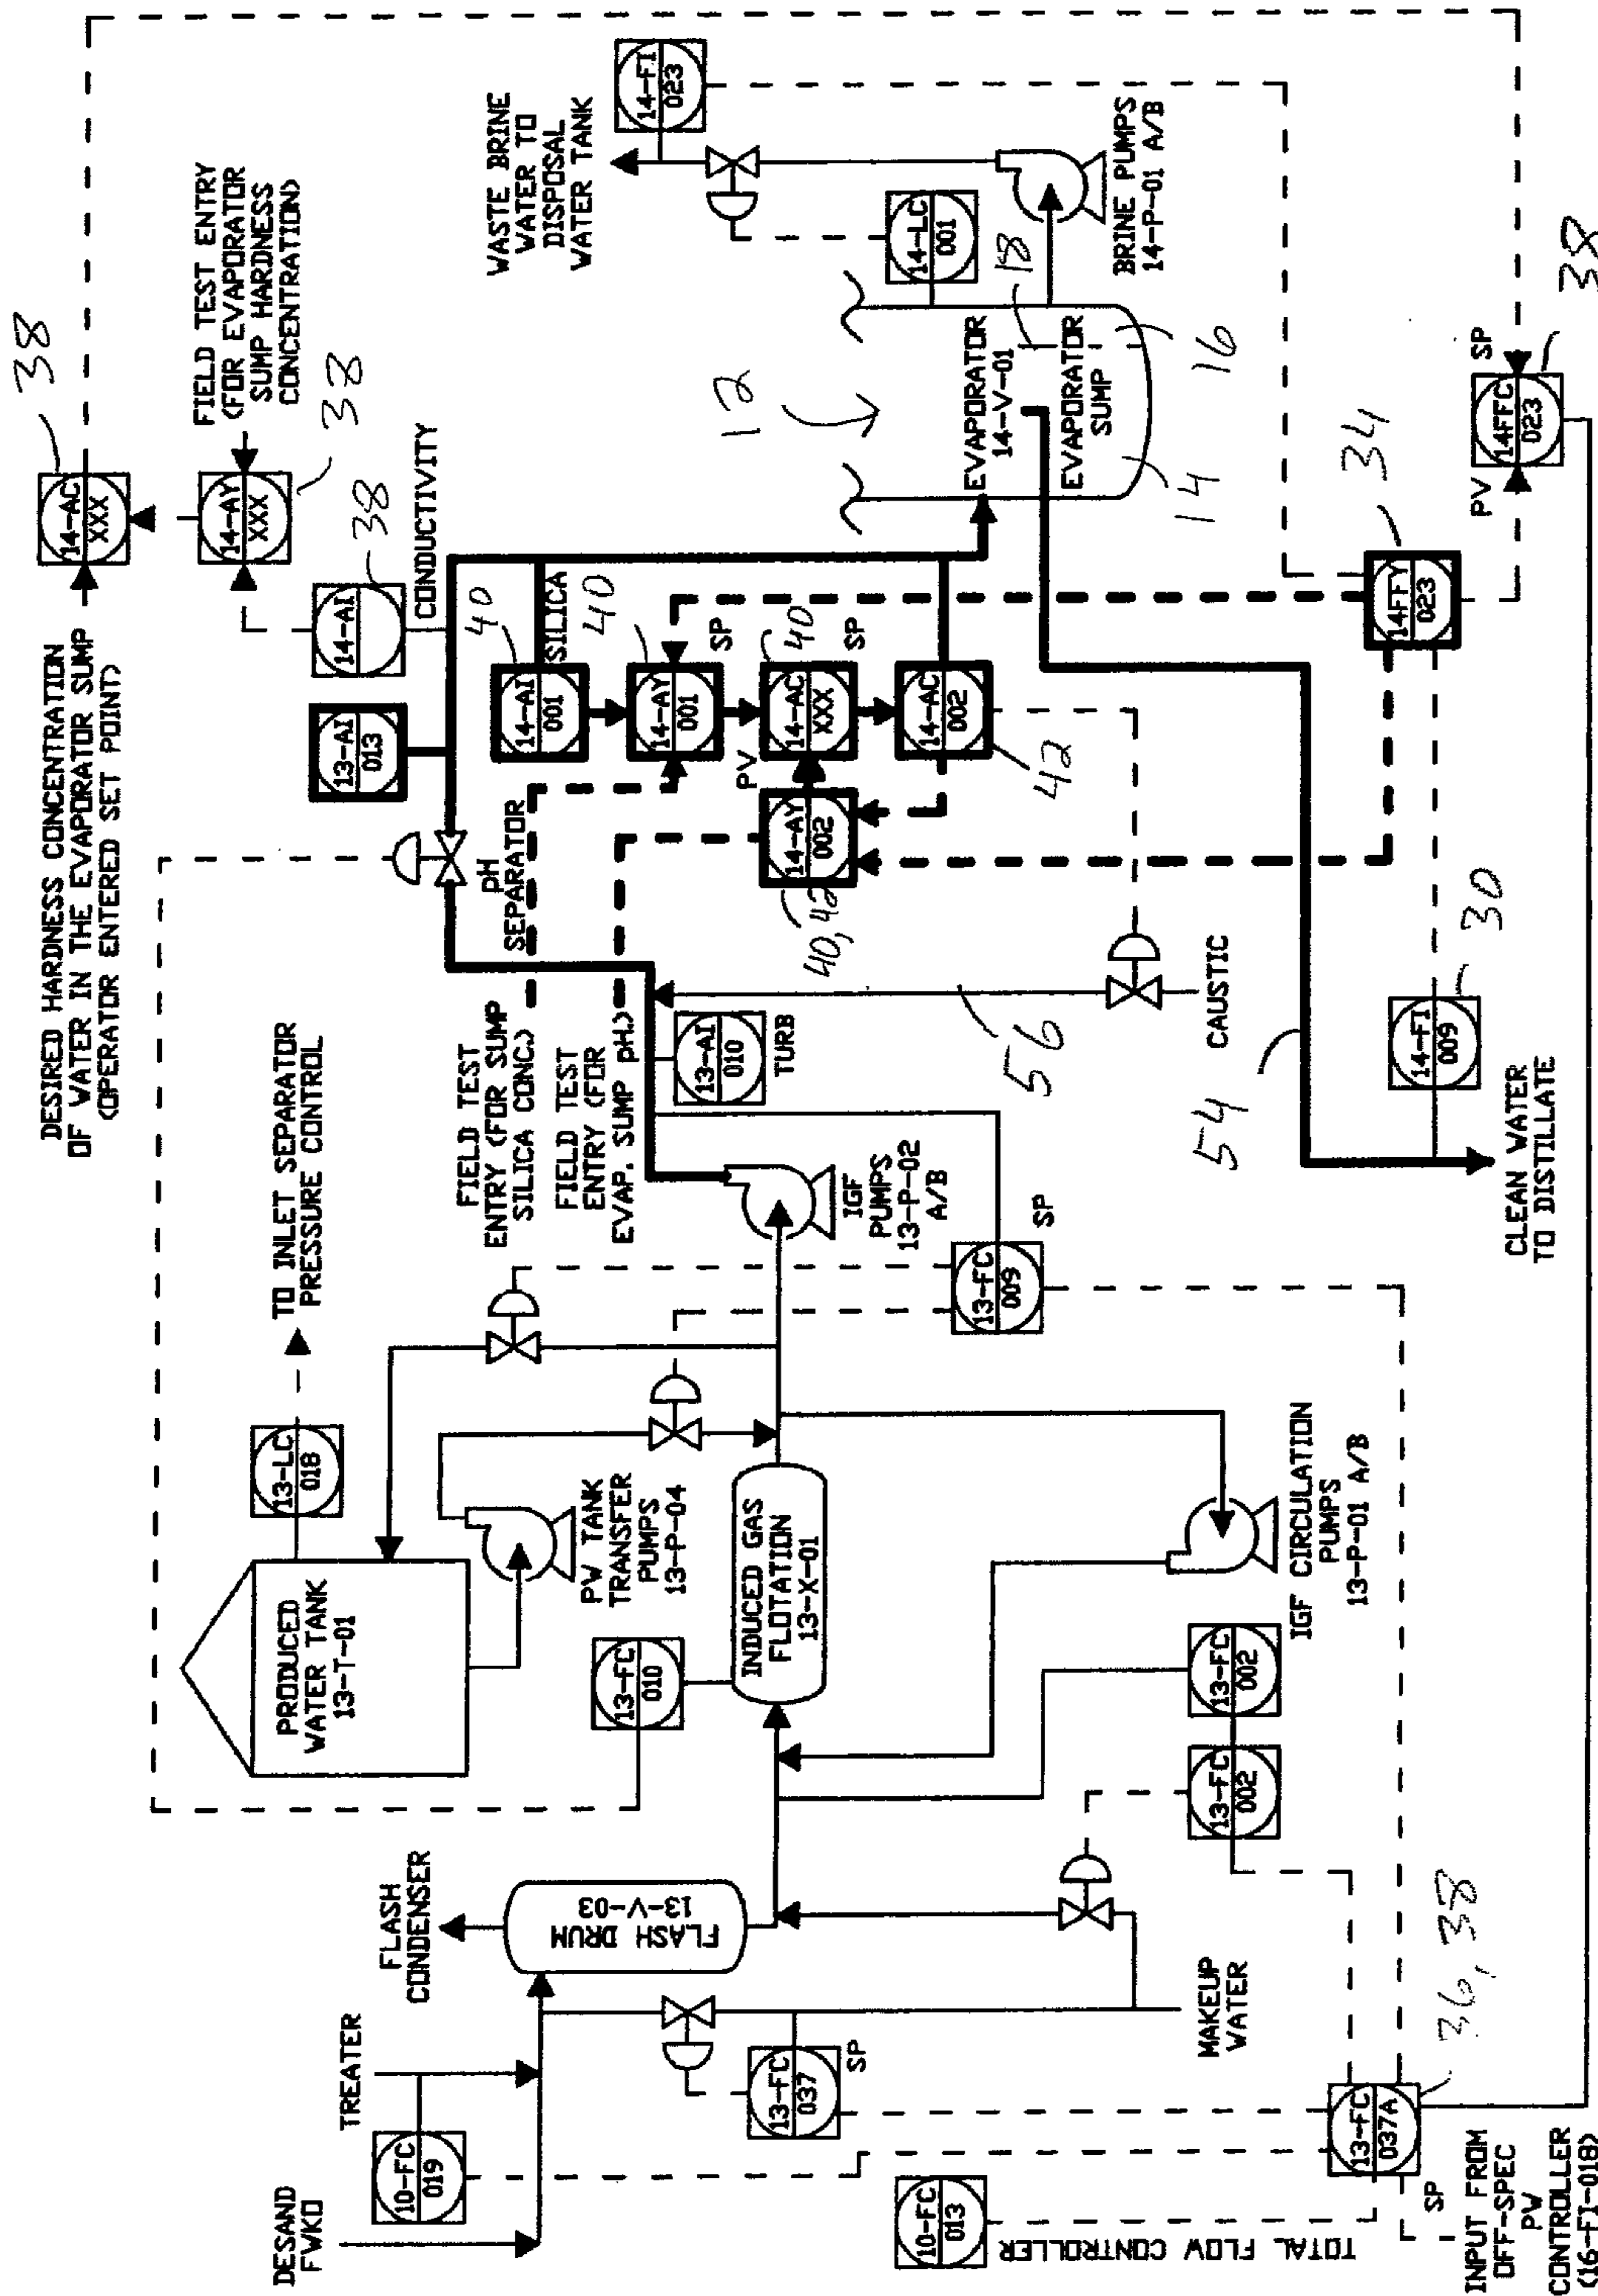 DESIRED HARDNESS CONCENTRATION
OF WATER IN THE EVAPORATOR SUMP
(OPERATOR ENTERED SET POINT)
14-AC
XXX
38
FIELD TEST ENTRY
(FOR EVAPORATOR
SUMP HARDNESS
CONCENTRATION)
14-AY
XXX
38
14-AI
38
CONDUCTIVITY
13-AI
013
14-AI
001
SILICA
40
14-AY
001
SP
40
14-AC
XXX
SP
40
PV
14-AC
002
42
14-AY
002
40, 42
pH
SEPARATOR
FIELD TEST
ENTRY (FOR SUMP
SILICA CONC.)
FIELD TEST
ENTRY (FOR
EVAP. SUMP pH.)
13-AI
010
TURB
56
CAUSTIC
WASTE BRINE
WATER TO
DISPOSAL
WATER TANK
14-FI
023
14-LC
001
BRINE PUMPS
14-P-01 A/B
12
EVAPORATOR
14-V-01
18
EVAPORATOR
SUMP
14
16
34
14FFY
023
PV
SP
14FFC
023
38
54
14-FI
009
30
CLEAN WATER
TO DISTILLATE
TO INLET SEPARATOR
PRESSURE CONTROL
13-LC
018
PRODUCED
WATER TANK
13-T-01
PW TANK
TRANSFER
PUMPS
13-P-04
13-FC
010
INDUCED GAS
FLOTATION
13-X-01
IGF
PUMPS
13-P-02
A/B
13-FC
009
SP
IGF CIRCULATION
PUMPS
13-P-01 A/B
13-FC
002
13-FC
002
FLASH
CONDENSER
FLASH DRUM
13-V-03
TREATER
10-FC
019
DESAND
FWKO
13-FC
037
SP
MAKEUP
WATER
10-FC
013
TOTAL FLOW CONTROLLER
13-FC
037A
36, 38
SP
INPUT FROM
OFF-SPEC
PW
CONTROLLER
(16-FI-018)